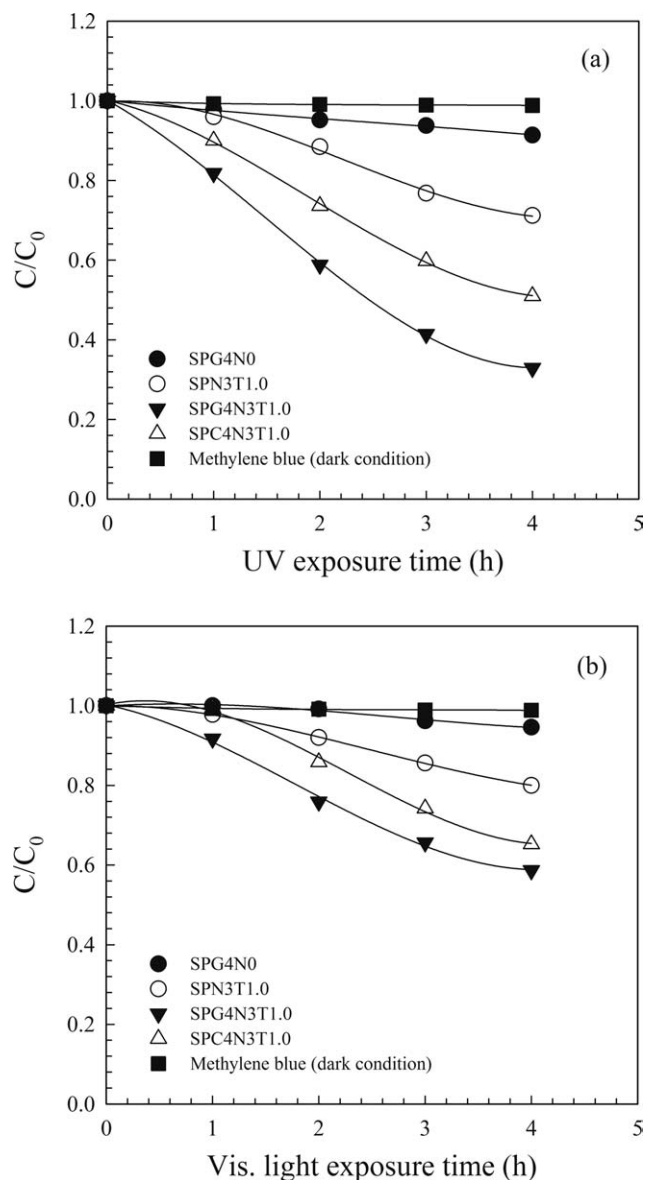 1.2
(a)
1.0
0.8
C/C0
0.6
0.4
SPG4N0
SPN3T1.0
SPG4N3T1.0
0.2
SPC4N3T1.0
Methylene blue (dark condition)
0.0
0 1 2 3 4 5
UV exposure time (h)
1.2
(b)
1.0
0.8
C/C0
0.6
0.4
SPG4N0
SPN3T1.0
SPG4N3T1.0
0.2
SPC4N3T1.0
Methylene blue (dark condition)
0.0
0 1 2 3 4 5
Vis. light exposure time (h)